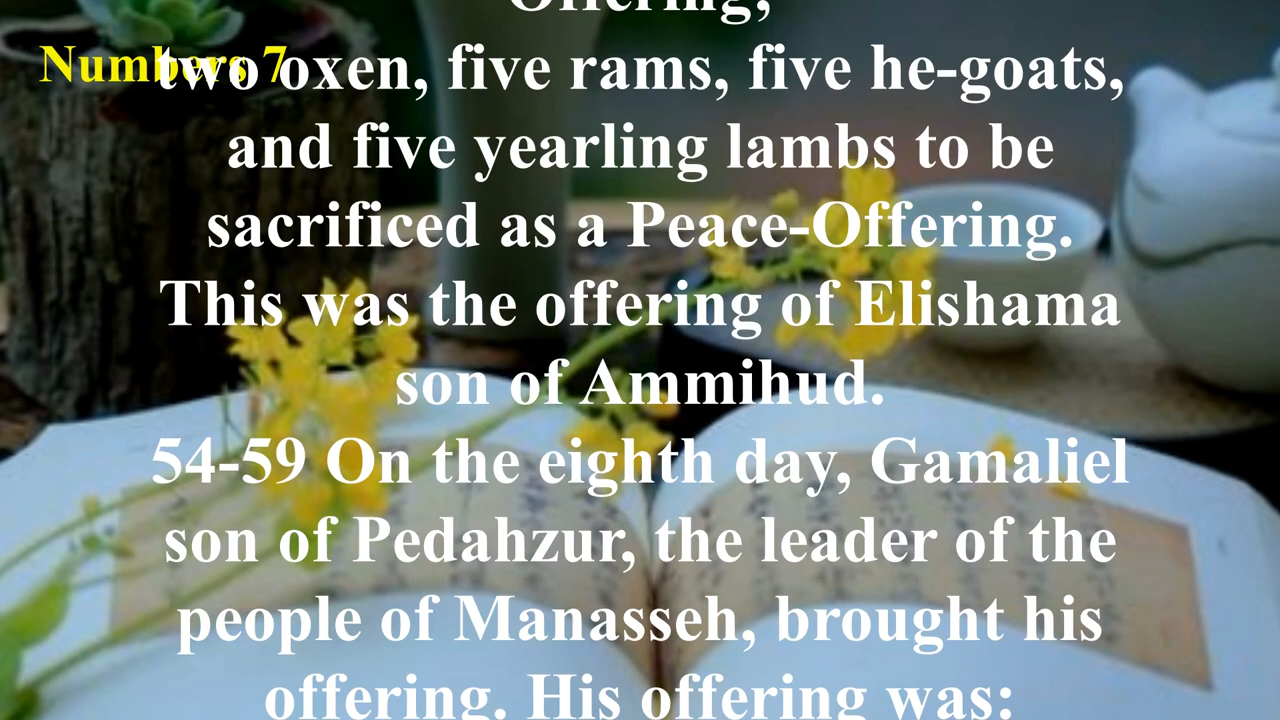 Offering;
Numbers 7
two oxen, five rams, five he-goats,
and five yearling lambs to be
sacrificed as a Peace-Offering.
This was the offering of Elishama
son of Ammihud.
54-59 On the eighth day, Gamaliel
son of Pedahzur, the leader of the
people of Manasseh, brought his
offering. His offering was: